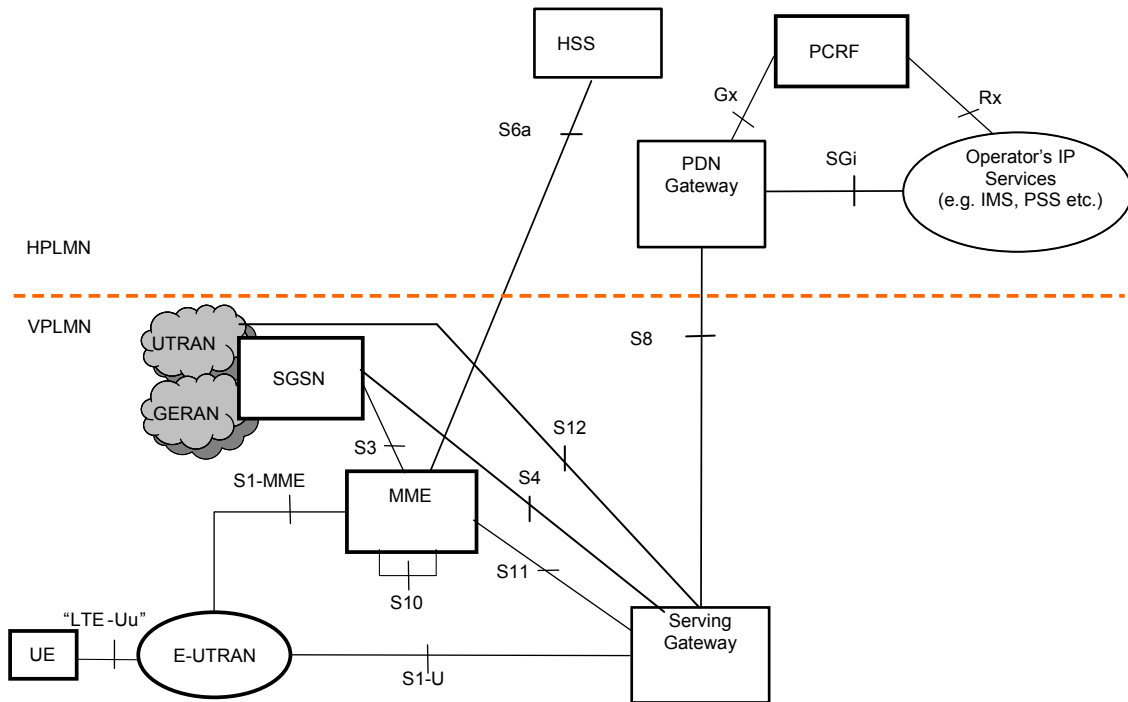 HSS
PCRF
Gx
Rx
S6a
PDN
Gateway
SGi
Operator's IP
Services
(e.g. IMS, PSS etc.)
HPLMN
VPLMN
UTRAN
SGSN
GERAN
S8
S12
S3
S4
S1-MME
MME
S11
S10
"LTE-Uu"
UE
E-UTRAN
S1-U
Serving
Gateway